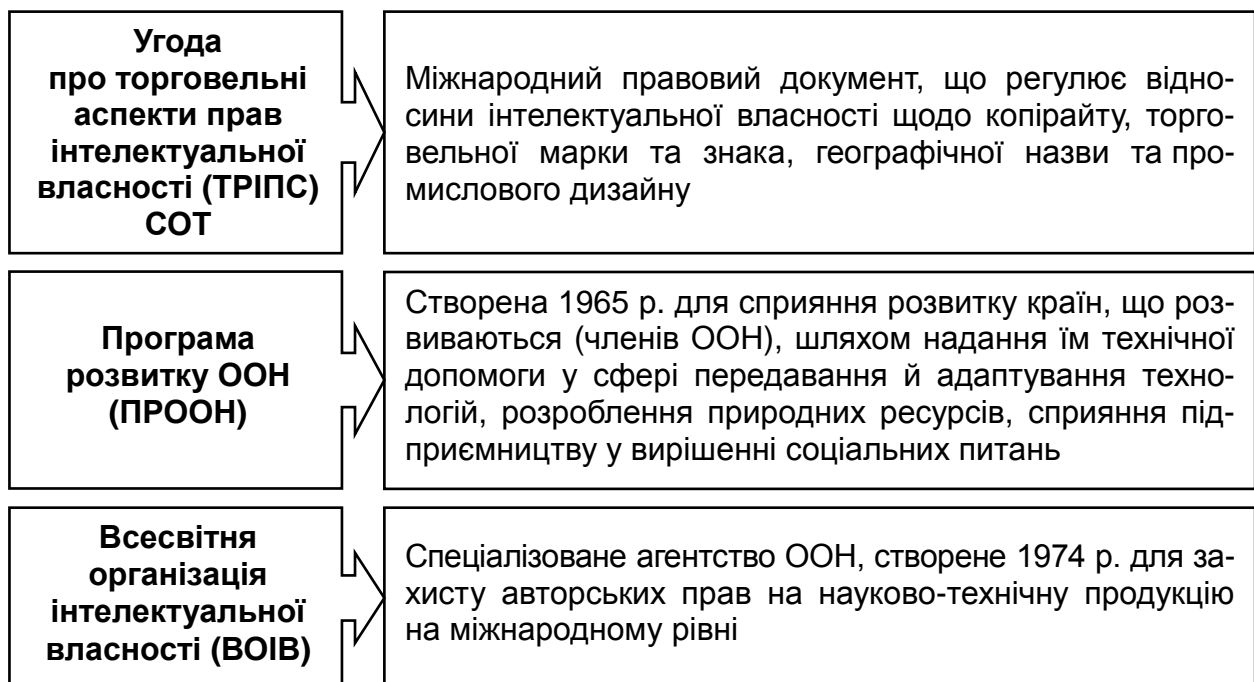 Угода
про торговельні
аспекти прав
інтелектуальної
власності (ТРІПС)
СОТ
Міжнародний правовий документ, що регулює відно-
сини інтелектуальної власності щодо копірайту, торго-
вельної марки та знака, географічної назви та про-
мислового дизайну
Програма
розвитку ООН
(ПРООН)
Створена 1965 р. для сприяння розвитку країн, що роз-
виваються (членів ООН), шляхом надання їм технічної
допомоги у сфері передавання й адаптування техно-
логій, розроблення природних ресурсів, сприяння під-
приємництву у вирішенні соціальних питань
Всесвітня
організація
інтелектуальної
власності (ВОІВ)
Спеціалізоване агентство ООН, створене 1974 р. для за-
хисту авторських прав на науково-технічну продукцію
на міжнародному рівні